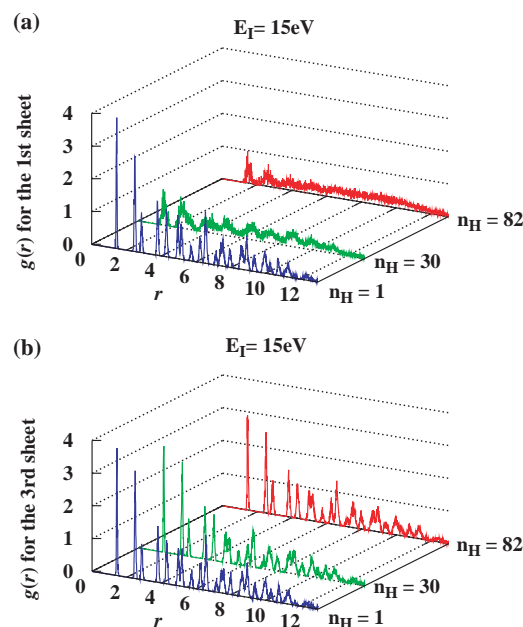 (a)
E_I= 15eV
g(r) for the 1st sheet
4
3
2
1
0
0
2
4
6
8
10
12
r
n_H = 82
n_H = 30
n_H = 1
(b)
E_I= 15eV
g(r) for the 3rd sheet
4
3
2
1
0
0
2
4
6
8
10
12
r
n_H = 82
n_H = 30
n_H = 1